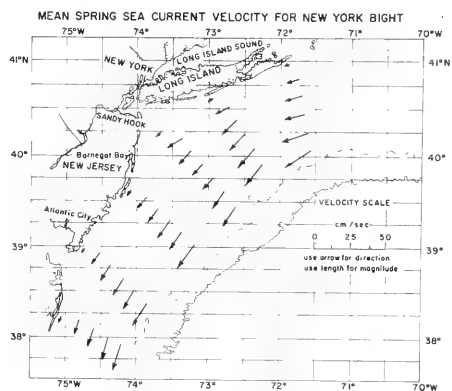 MEAN SPRING SEA CURRENT VELOCITY FOR NEW YORK BIGHT
75°W 74° 73° 72° 71° 70°W
41°N 41°N
NEW YORK
LONG ISLAND SOUND
LONG ISLAND
SANDY HOOK
40° 40°
Barnegat Bay
NEW JERSEY
Atlantic City
VELOCITY SCALE
cm/sec
0 25 50
use arrow for direction
use length for magnitude
39° 39°
38° 38°
75°W 74° 73° 72° 71° 70°W